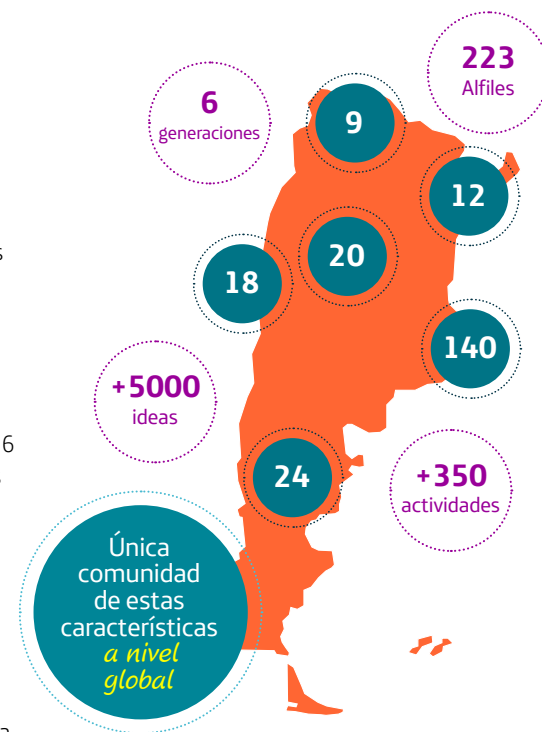 223
Alfiles
6
generaciones
9
12
20
18
140
+5000
ideas
6
24
+350
actividades
Única
comunidad
de estas
características
a nivel
global